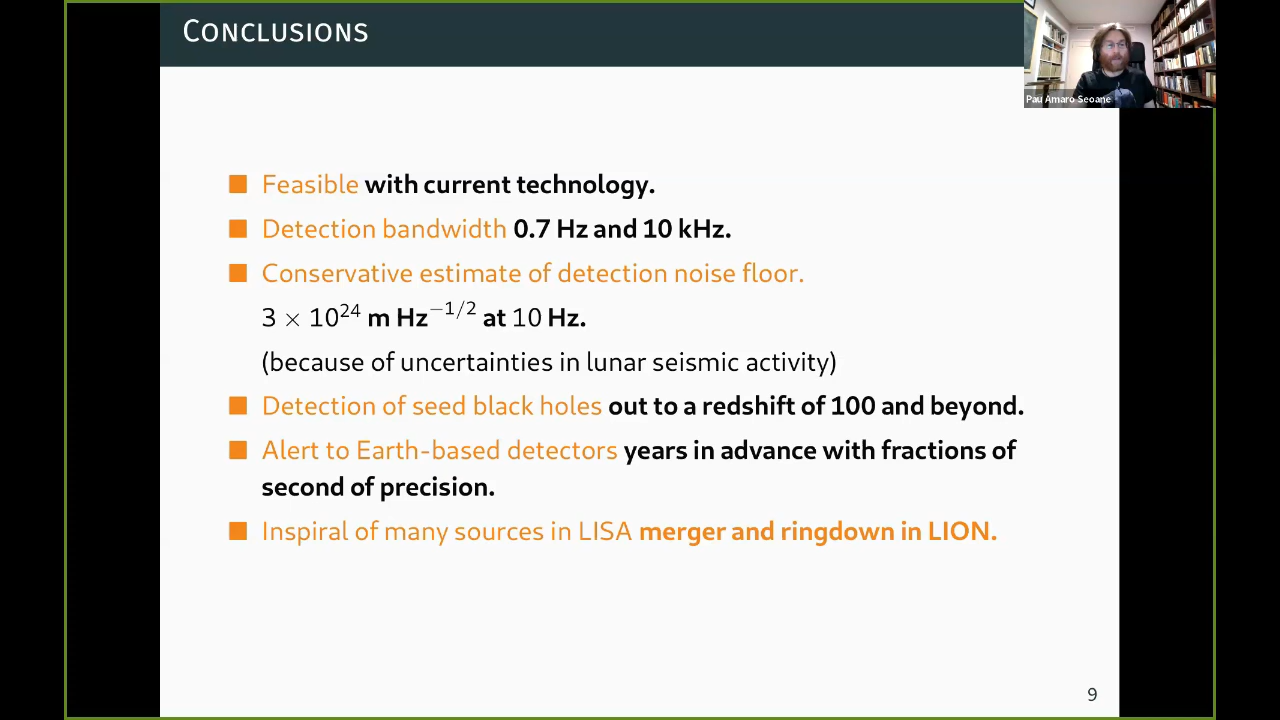 CONCLUSIONS
Pau Amaro Seoane
Feasible with current technology.
Detection bandwidth 0.7 Hz and 10 kHz.
Conservative estimate of detection noise floor.
3 × 10²⁴ m Hz⁻¹/² at 10 Hz.
(because of uncertainties in lunar seismic activity)
Detection of seed black holes out to a redshift of 100 and beyond.
Alert to Earth-based detectors years in advance with fractions of
second of precision.
Inspiral of many sources in LISA merger and ringdown in LION.
9